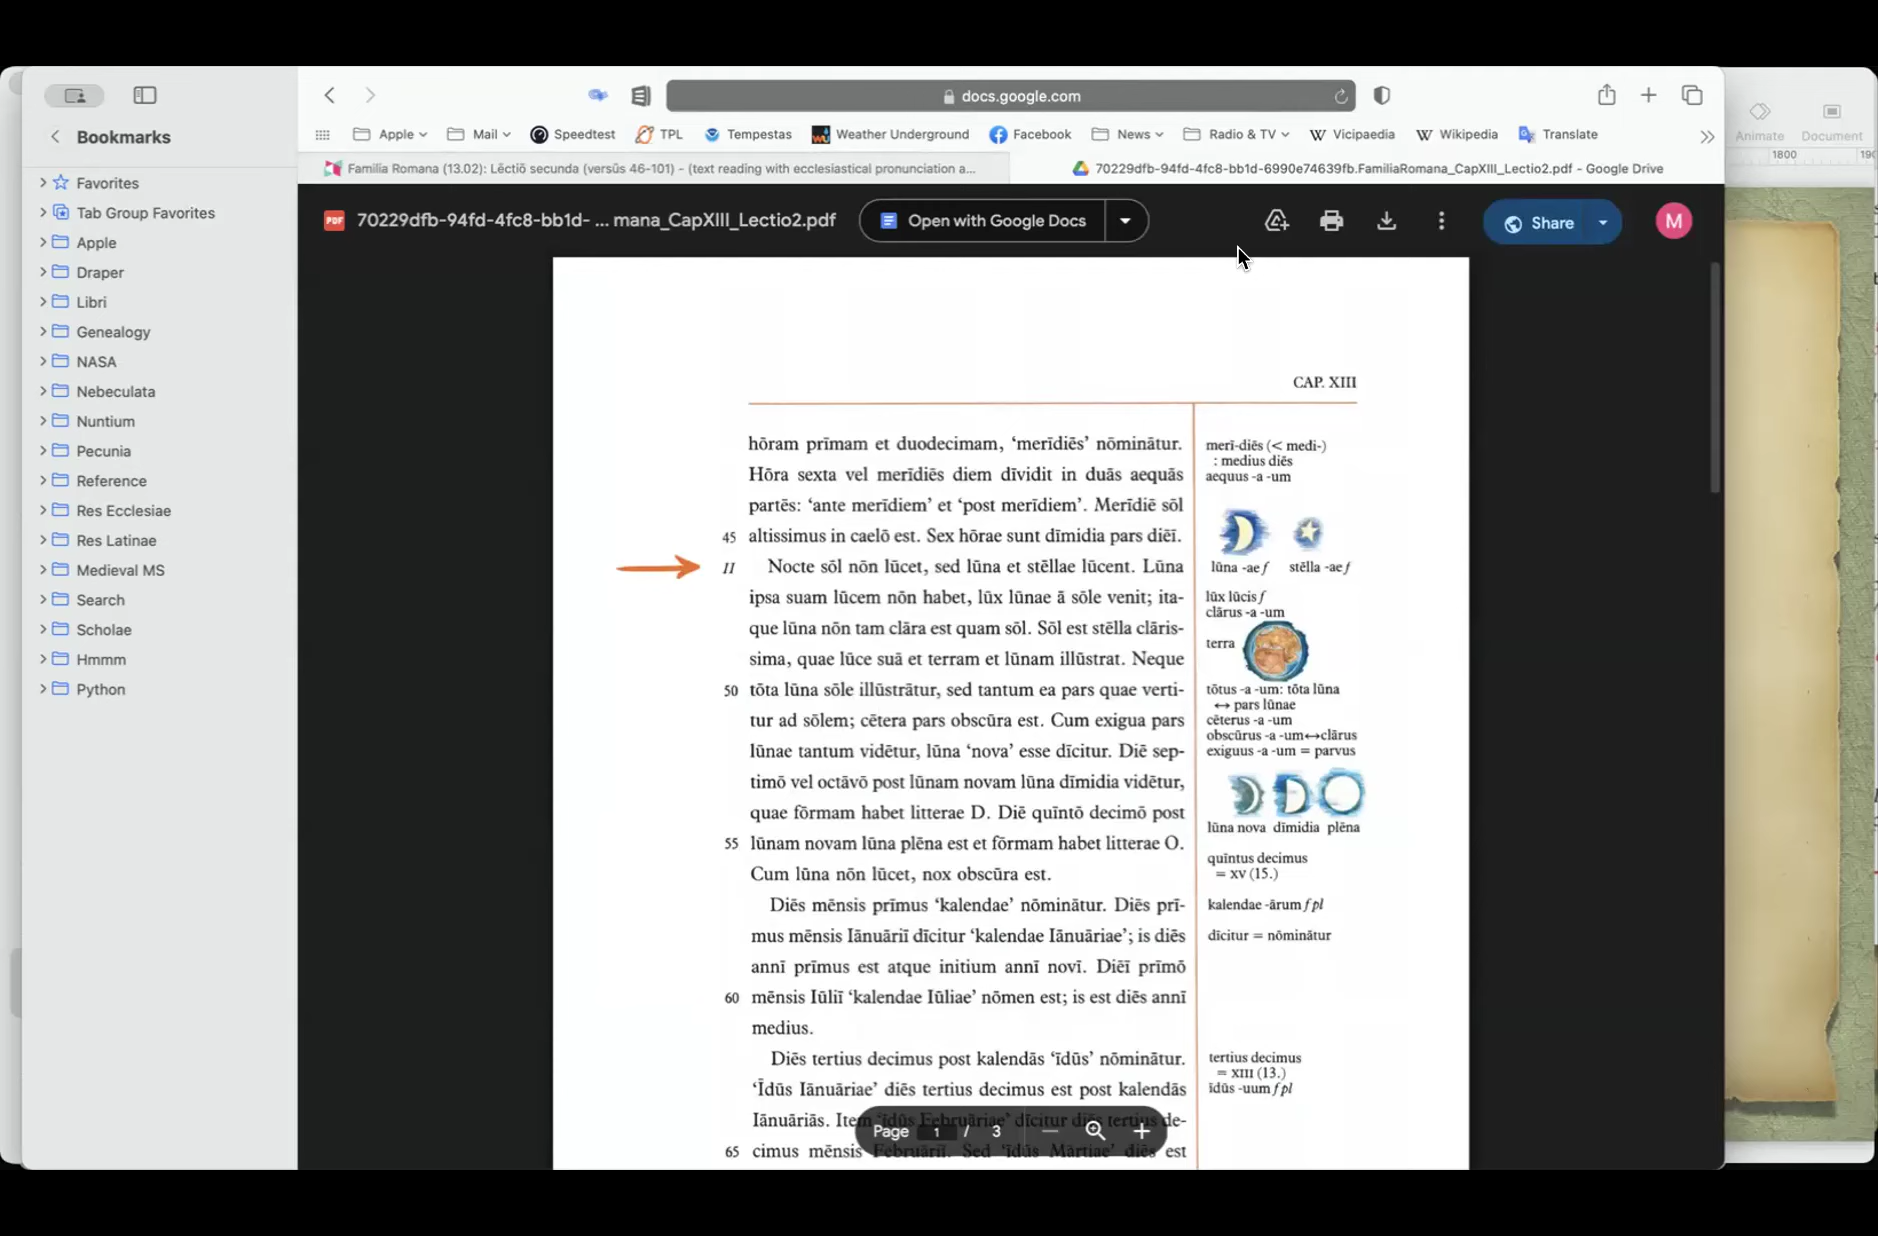 docs.google.com
Apple
Mail
Speedtest
TPL
Tempestas
Weather Underground
Facebook
News
Radio & TV
Vicipaedia
Wikipedia
Translate
Animate
Document
1800
190
Familia Romana (13.02): Lēctiō secunda (versūs 46-101) - (text reading with ecclesiastical pronunciation a...
70229dfb-94fd-4fc8-bb1d-6990e74639fb.FamiliaRomana_CapXIII_Lectio2.pdf - Google Drive
Bookmarks
Favorites
Tab Group Favorites
Apple
Draper
Libri
Genealogy
NASA
Nebeculata
Nuntium
Pecunia
Reference
Res Ecclesiae
Res Latinae
Medieval MS
Search
Scholae
Hmmm
Python
PDF
70229dfb-94fd-4fc8-bb1d- ... mana_CapXIII_Lectio2.pdf
Open with Google Docs
Share
M
CAP. XIII
hōram prīmam et duodecimam, ‘merīdiēs’ nōminātur.
Hōra sexta vel merīdiēs diem dīvidit in duās aequās
partēs: ‘ante merīdiem’ et ‘post merīdiem’. Merīdiē sōl
45 altissimus in caelō est. Sex hōrae sunt dīmidia pars diēī.
II Nocte sōl nōn lūcet, sed lūna et stēllae lūcent. Lūna
ipsa suam lūcem nōn habet, lūx lūnae ā sōle venit; ita-
que lūna nōn tam clāra est quam sōl. Sōl est stēlla clāris-
sima, quae lūce suā et terram et lūnam illūstrat. Neque
50 tōta lūna sōle illūstrātur, sed tantum ea pars quae verti-
tur ad sōlem; cētera pars obscūra est. Cum exigua pars
lūnae tantum vidētur, lūna ‘nova’ esse dīcitur. Diē sep-
timō vel octāvō post lūnam novam lūna dīmidia vidētur,
quae fōrmam habet litterae D. Diē quīntō decimō post
55 lūnam novam lūna plēna est et fōrmam habet litterae O.
Cum lūna nōn lūcet, nox obscūra est.
Diēs mēnsis prīmus ‘kalendae’ nōminātur. Diēs prī-
mus mēnsis Iānuāriī dīcitur ‘kalendae Iānuāriae’; is diēs
annī prīmus est atque initium annī novī. Diēī prīmō
60 mēnsis Iūliī ‘kalendae Iūliae’ nōmen est; is est diēs annī
medius.
Diēs tertius decimus post kalendās ‘īdūs’ nōminātur.
‘Īdūs Iānuāriae’ diēs tertius decimus est post kalendās
Iānuāriās. Item ‘īdūs Februāriae’ dīcitur diēs tertius de-
65 cimus mēnsis Februāriī. Sed ‘īdūs Mārtiae’ diēs est
merī-diēs (< medi-)
: medius diēs
aequus -a -um
lūna -ae f stēlla -ae f
lūx lūcis f
clārus -a -um
terra
tōtus -a -um: tōta lūna
↔ pars lūnae
cēterus -a -um
obscūrus -a -um↔clārus
exiguus -a -um = parvus
lūna nova dīmidia plēna
quīntus decimus
= XV (15.)
kalendae -ārum f pl
dīcitur = nōminātur
tertius decimus
= XIII (13.)
īdūs -uum f pl
Page 1 / 3